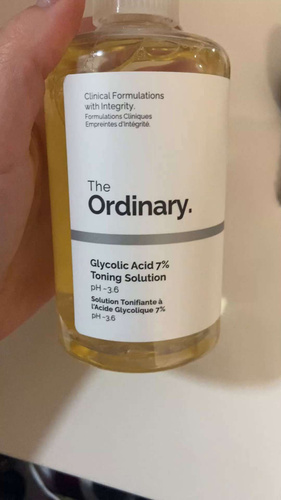 Clinical Formulations
with Integrity.
Formulations Cliniques
Empreintes d'Intégrité.
The
Ordinary.
Glycolic Acid 7%
Toning Solution
pH ~3.6
Solution Tonifiante à
l'Acide Glycolique 7%
pH ~3.6